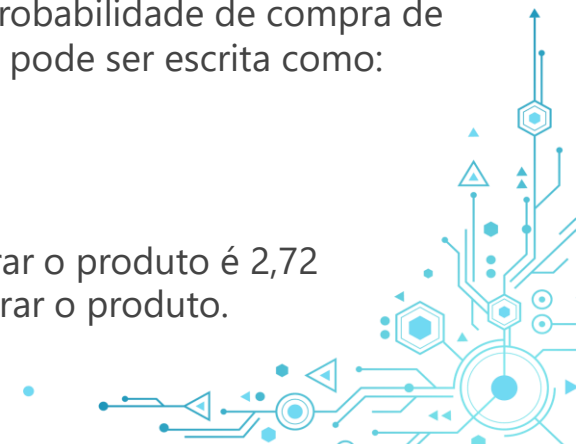 robabilidade de compra de
pode ser escrita como:
rar o produto é 2,72
rar o produto.